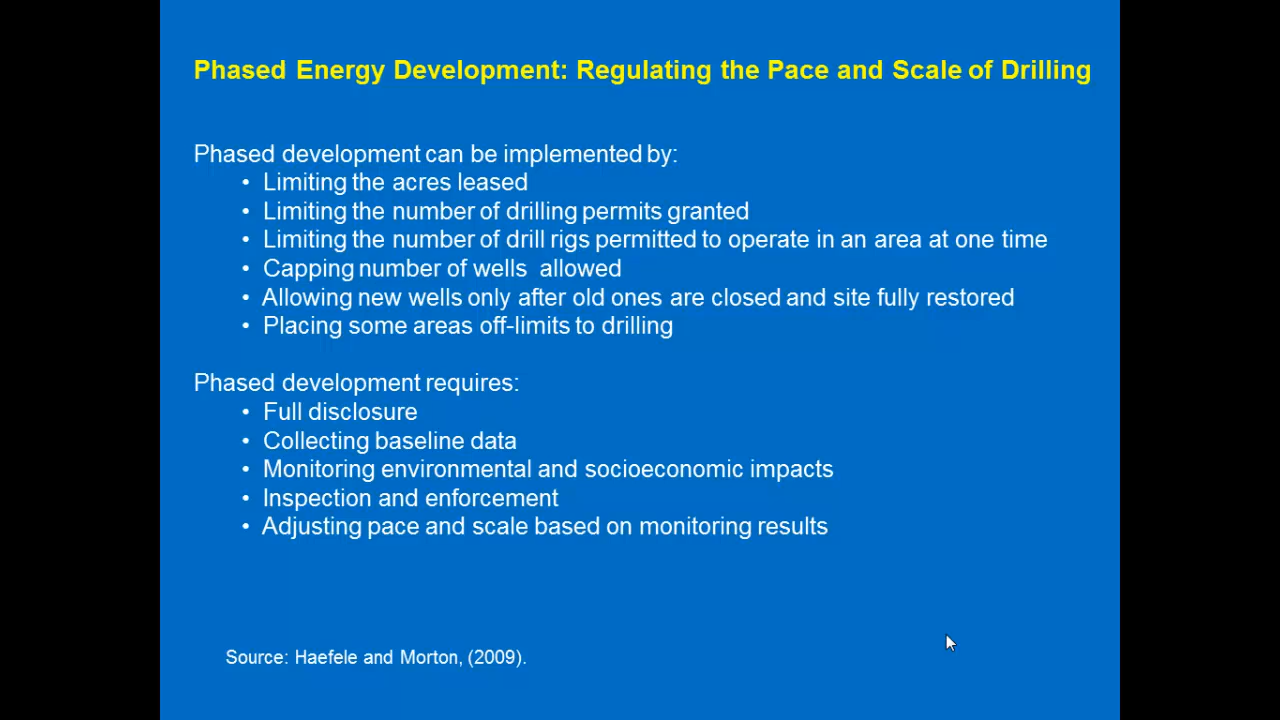 Phased Energy Development: Regulating the Pace and Scale of Drilling
Phased development can be implemented by:
• Limiting the acres leased
• Limiting the number of drilling permits granted
• Limiting the number of drill rigs permitted to operate in an area at one time
• Capping number of wells  allowed
• Allowing new wells only after old ones are closed and site fully restored
• Placing some areas off-limits to drilling
Phased development requires:
• Full disclosure
• Collecting baseline data
• Monitoring environmental and socioeconomic impacts
• Inspection and enforcement
• Adjusting pace and scale based on monitoring results
Source: Haefele and Morton, (2009).